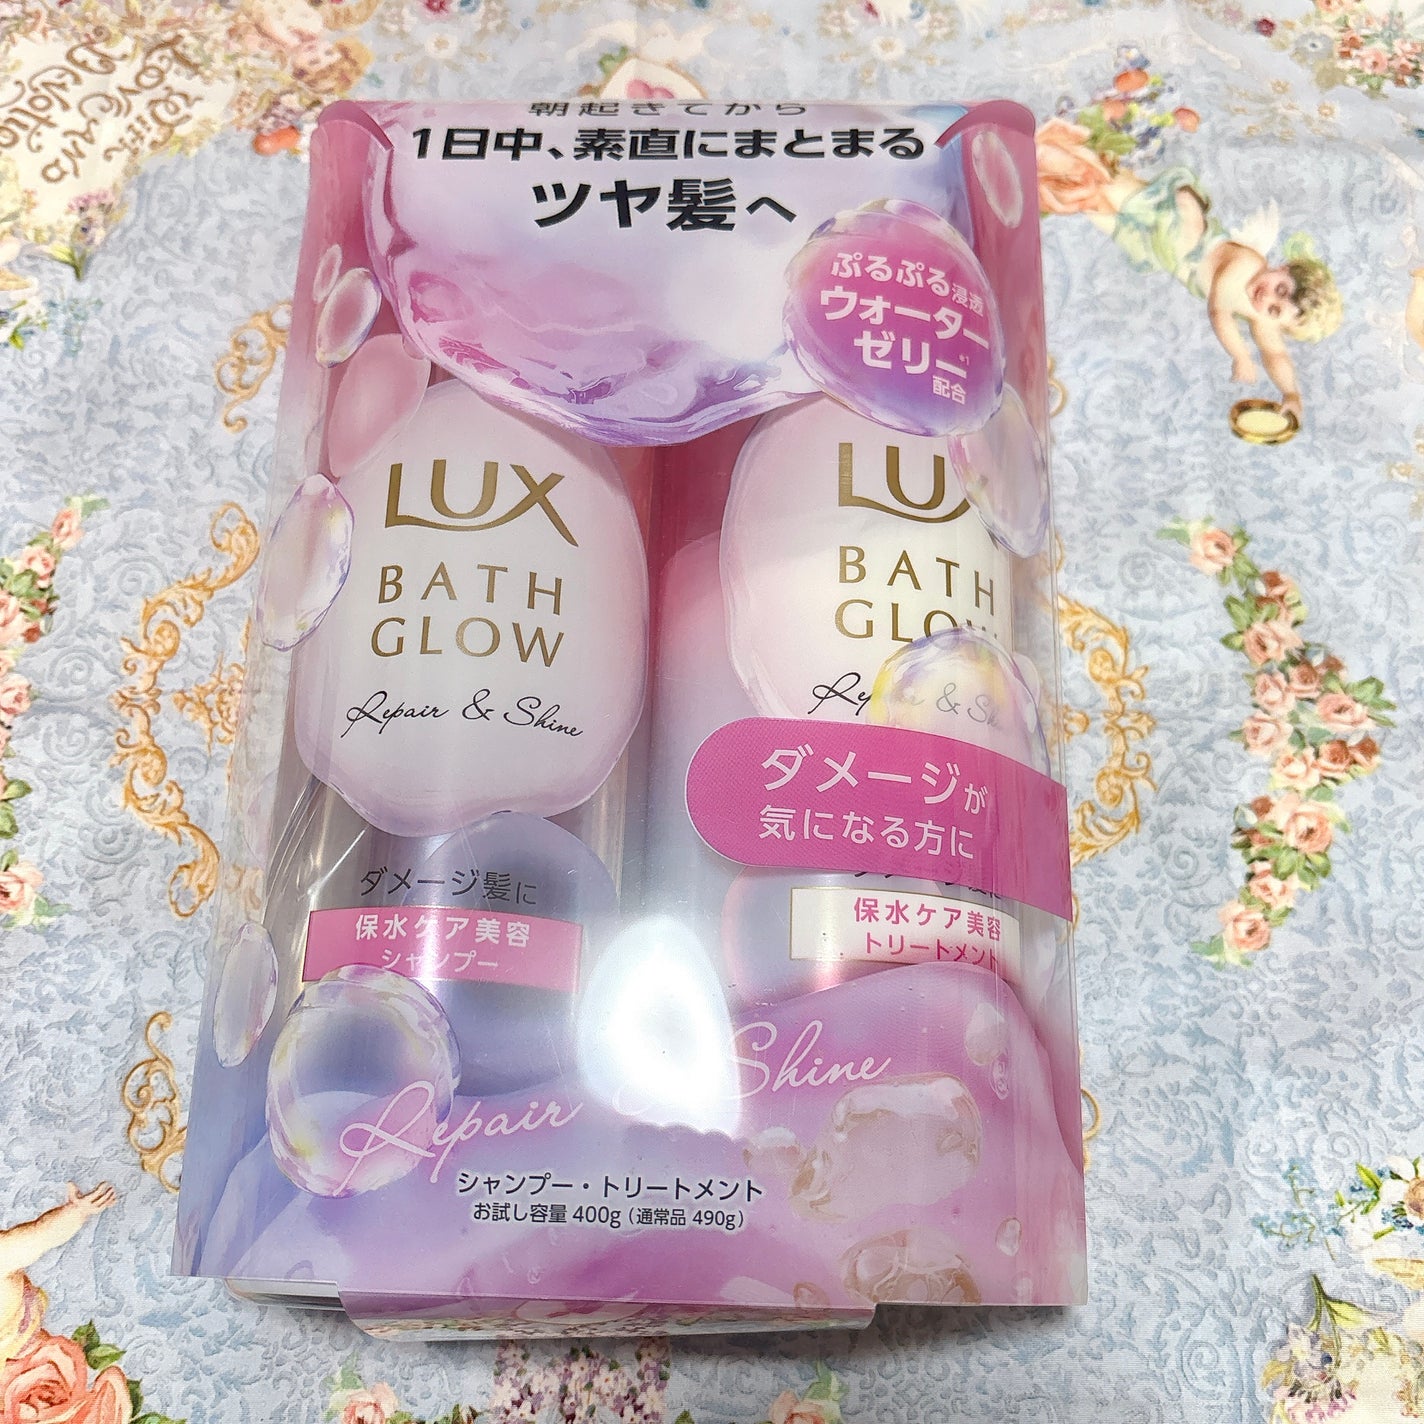 朝起きてから
1日中、素直にまとまる
ツヤ髪へ
ぷるぷる浸透
ウォーター
ゼリー*1
配合
LUX
BATH
GLOW
Repair & Shine
ダメージ髪に
保水ケア美容
シャンプー
LUX
BATH
GLOW
Repair & Shine
ダメージが
気になる方に
保水ケア美容
トリートメント
Repair & Shine
シャンプー・トリートメント
お試し容量 400g (通常品 490g)